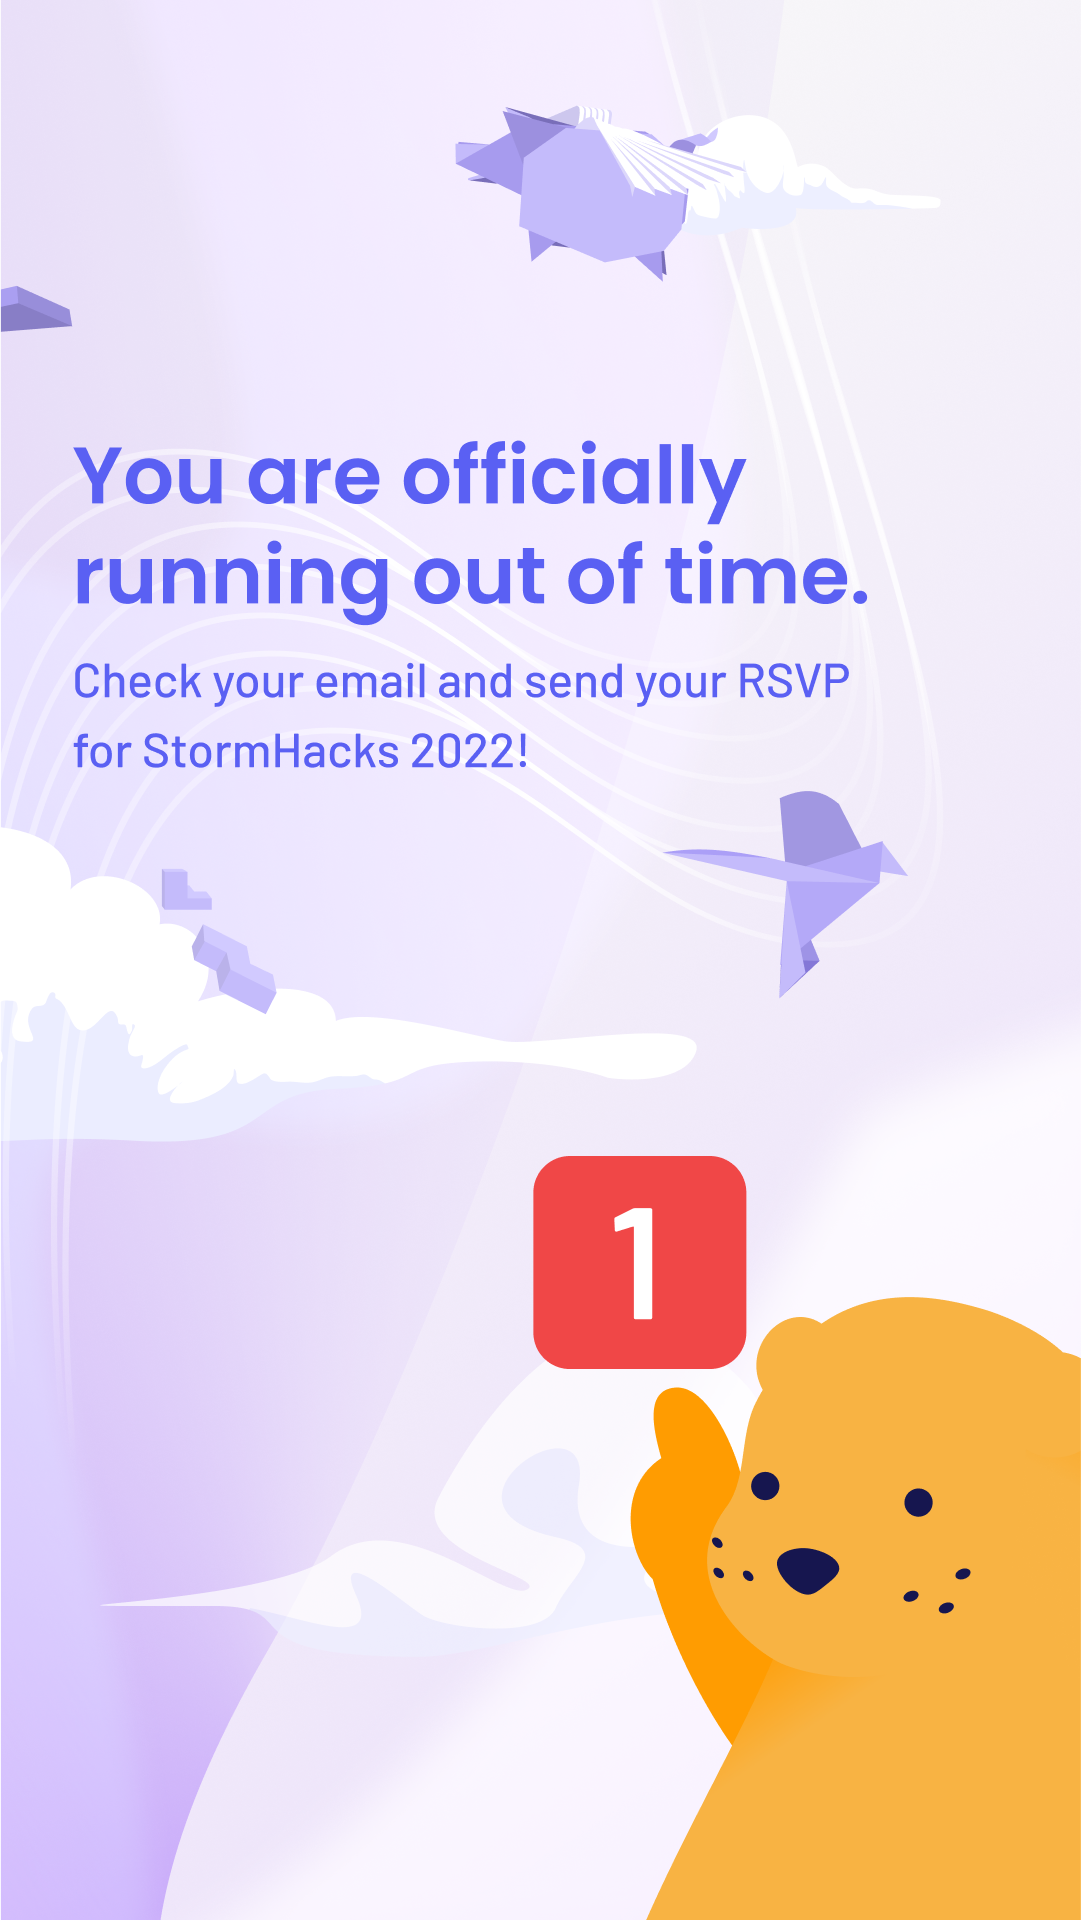 You are officially
running out of time.
Check your email and send your RSVP
for StormHacks 2022!
1